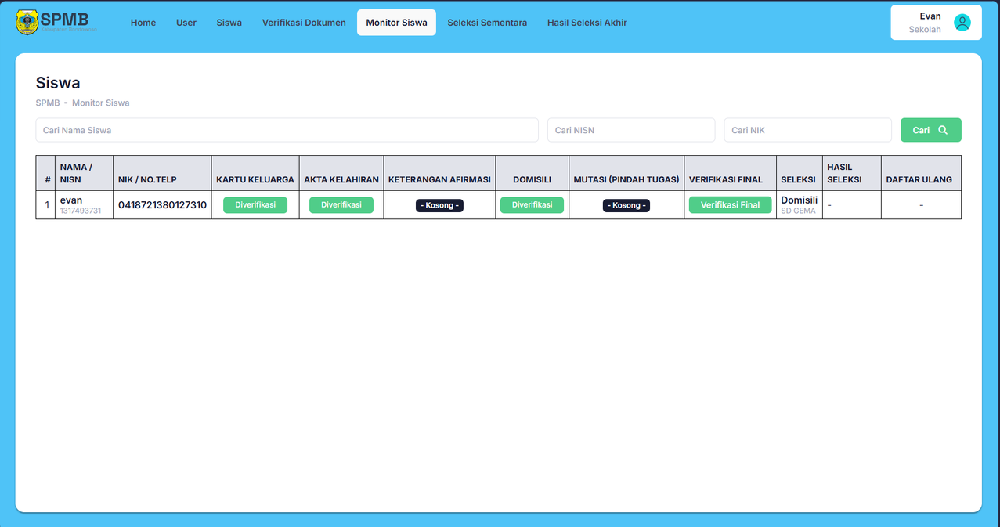 SPMB
Home
User
Siswa
Verifikasi Dokumen
Monitor Siswa
Seleksi Sementara
Hasil Seleksi Akhir
Evan
Sekolah
Siswa
SPMB - Monitor Siswa
Cari Nama Siswa
Cari NISN
Cari NIK
Cari
#
NAMA /
NISN
NIK / NO.TELP
KARTU KELUARGA
AKTA KELAHIRAN
KETERANGAN AFIRMASI
DOMISILI
MUTASI (PINDAH TUGAS)
VERIFIKASI FINAL
SELEKSI
HASIL
SELEKSI
DAFTAR ULANG
1
evan
1317493731
0418721380127310
Diverifikasi
Diverifikasi
- Kosong -
Diverifikasi
- Kosong -
Verifikasi Final
Domisili
SD GEMA
-
-